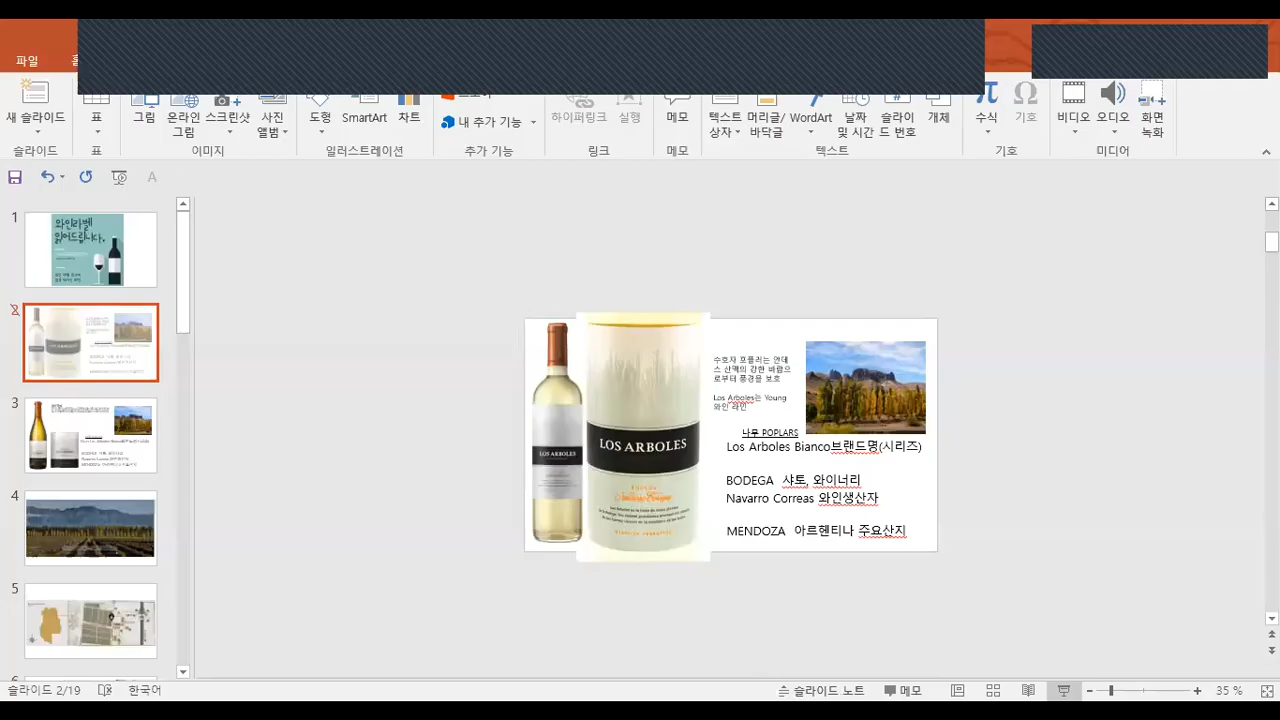 파일
새 슬라이드
표
그림
온라인
그림
스크린샷
사진
앨범
도형
SmartArt
차트
내 추가 기능
하이퍼링크
실행
메모
텍스트
상자
머리글/
바닥글
WordArt
날짜
및 시간
슬라이
드 번호
개체
수식
기호
비디오
오디오
화면
녹화
슬라이드
표
이미지
일러스트레이션
추가 기능
링크
메모
텍스트
기호
미디어
1
와인라벨
읽어드립니다.
2
3
4
5
LOS ARBOLES
LOS ARBOLES
BODEGA
Navarro Correas
수호자 포플러는 안데
스 산맥의 강한 바람으
로부터 풍경을 보호
Los Arboles는 Young
와인 라인
나무 POPLARS
Los Arboles Bianco브랜드명(시리즈)
BODEGA 샤토, 와이너리
Navarro Correas 와인생산자
MENDOZA 아르헨티나 주요산지
슬라이드 2/19
한국어
슬라이드 노트
메모
35 %